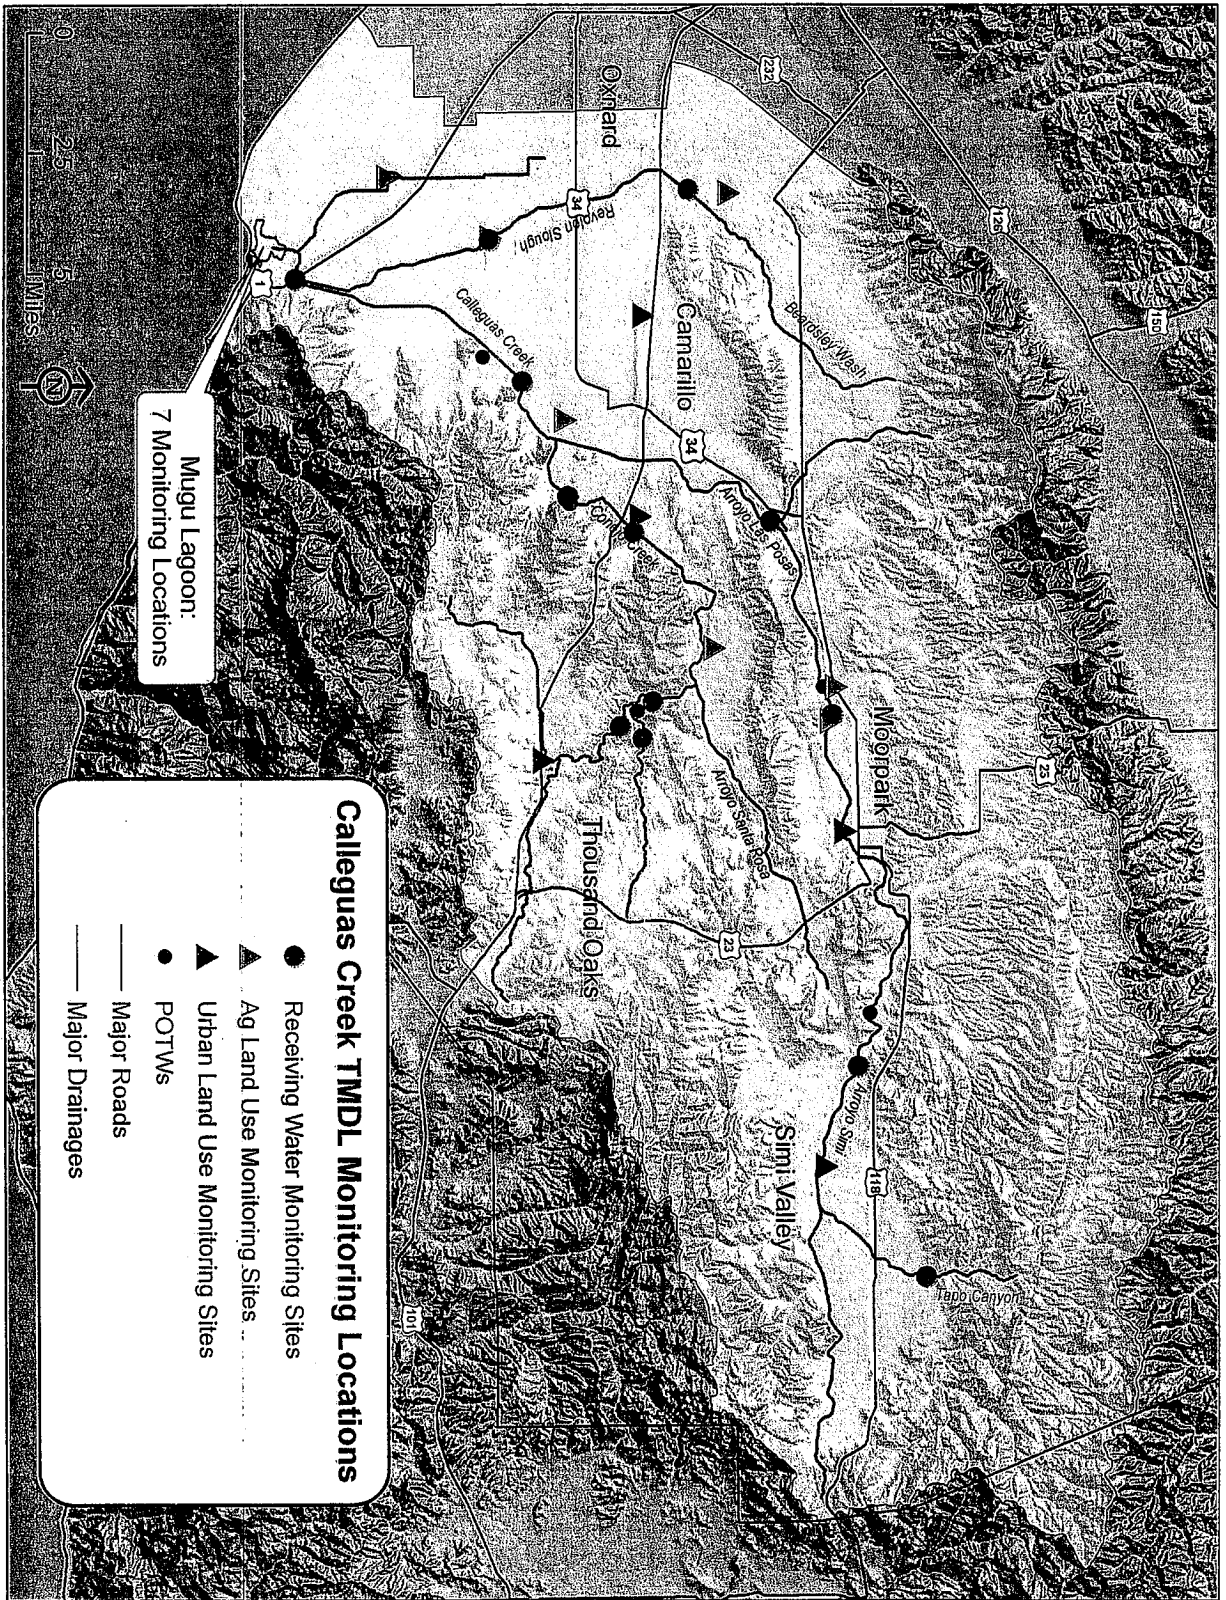 Calleguas Creek TMDL Monitoring Locations
Receiving Water Monitoring Sites
Ag Land Use Monitoring Sites
Urban Land Use Monitoring Sites
POTWs
Major Roads
Major Drainages
Mugu Lagoon:
7 Monitoring Locations
0
2.5
5
Miles
N
Oxnard
Camarillo
Moorpark
Thousand Oaks
Simi Valley
Revolon Slough
Calleguas Creek
Beardsley Wash
Conejo Creek
Arroyo Las Posas
Arroyo Santa Rosa
Arroyo Simi
Tapo Canyon
232
126
150
34
34
1
23
23
118
101